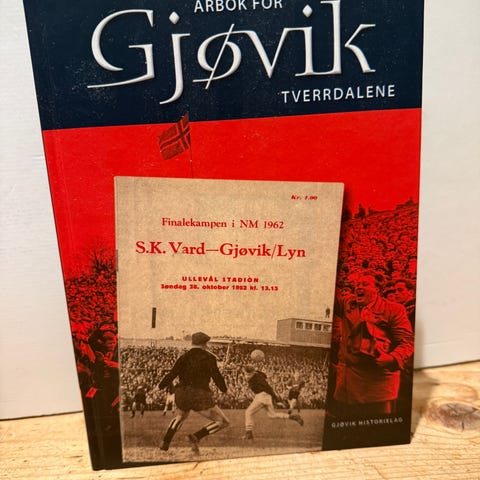 ÅRBOK FOR
Gjøvik
TVERRDALENE
Kr. 1.00
Finalekampen i NM 1962
S.K. Vard—Gjøvik/Lyn
ULLEVÅL STADION
Søndag 28. oktober 1962 kl. 13.15
GJØVIK HISTORIELAG